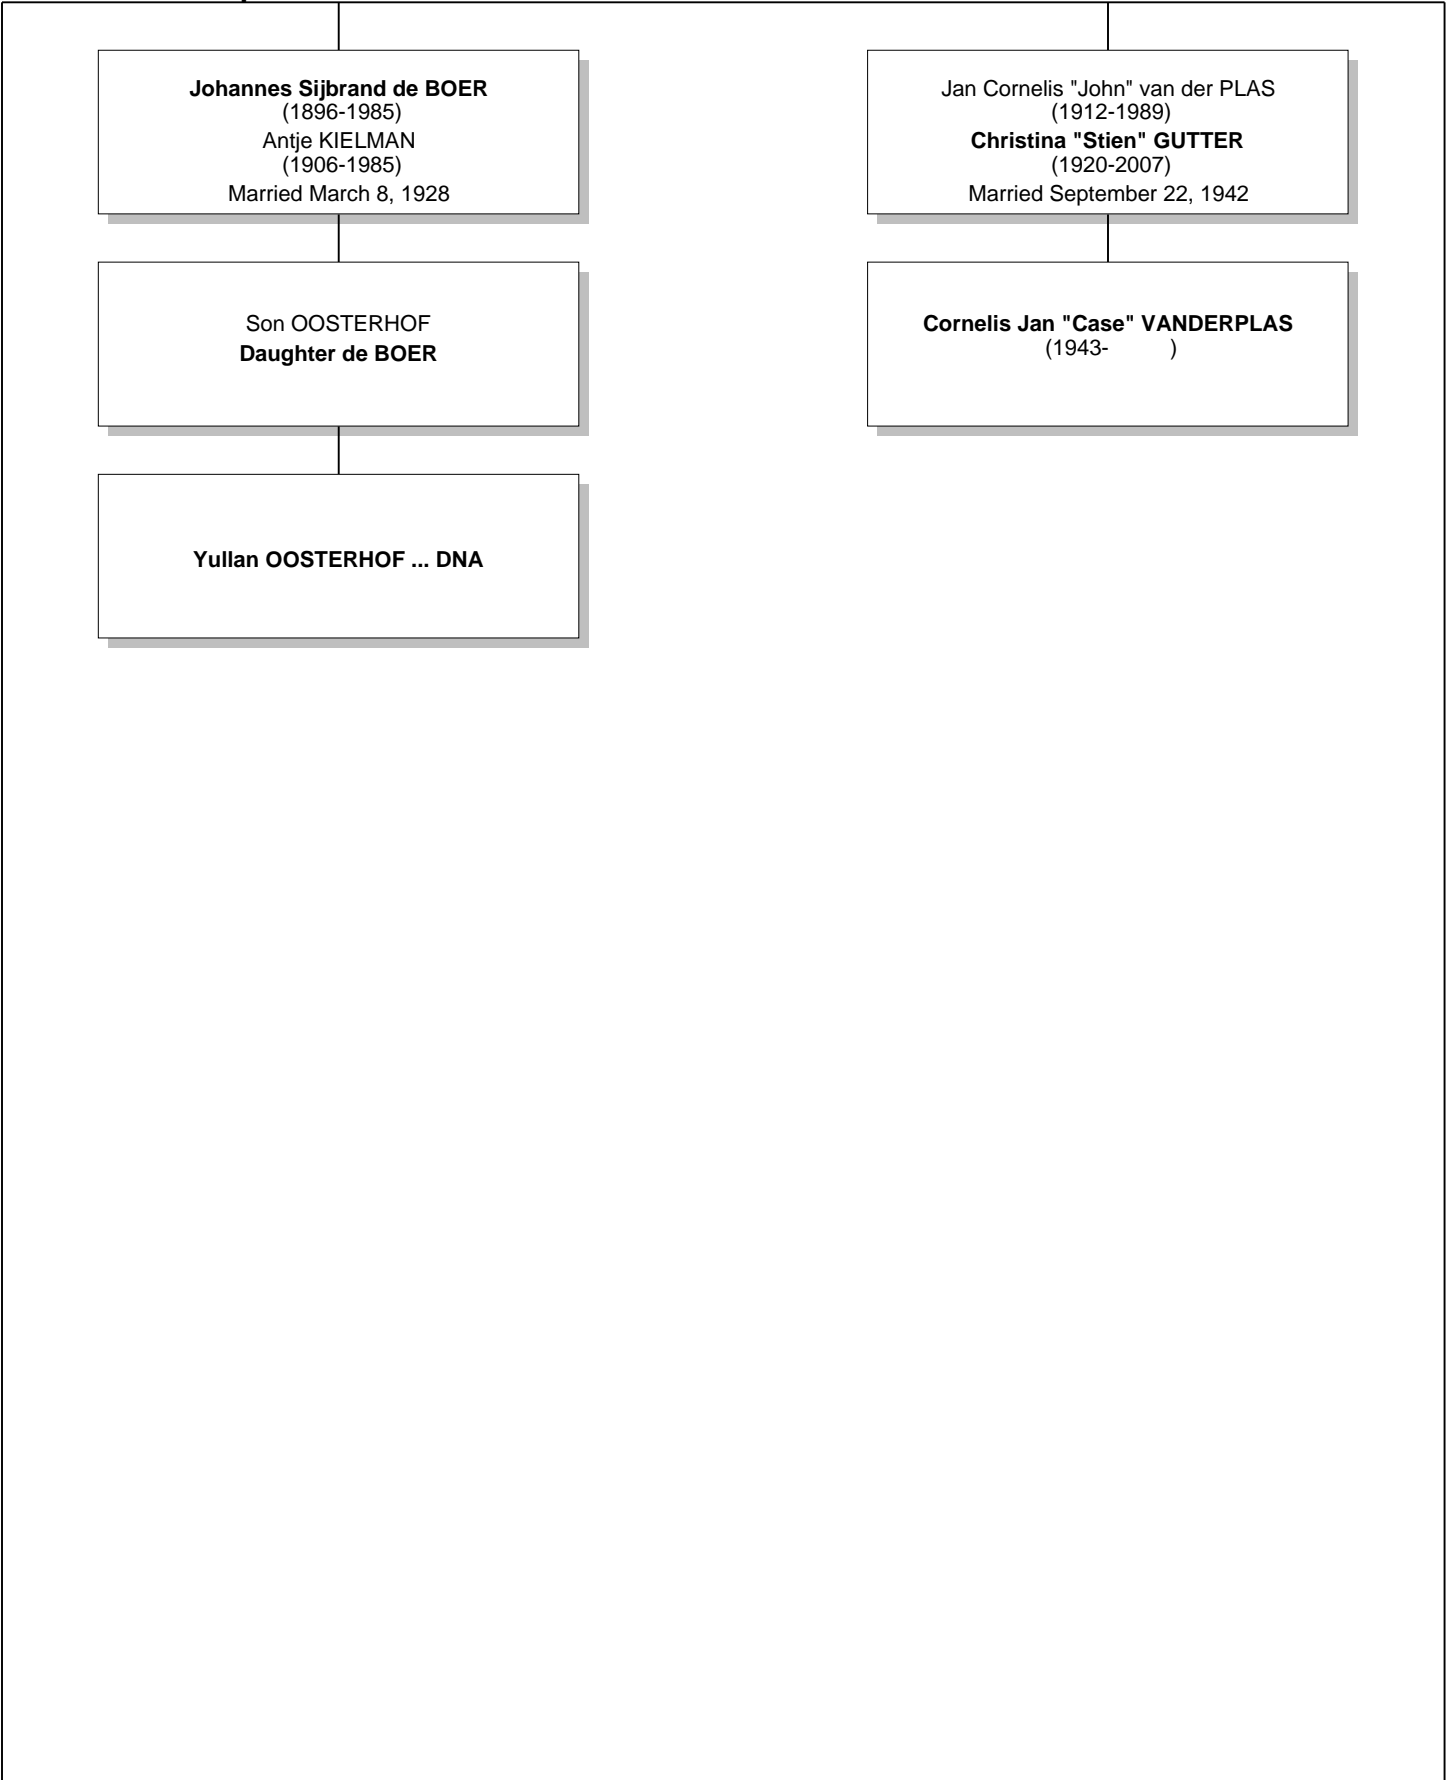 Johannes Sijbrand de BOER
(1896-1985)
Antje KIELMAN
(1906-1985)
Married March 8, 1928
Son OOSTERHOF
Daughter de BOER
Yullan OOSTERHOF ... DNA
Jan Cornelis "John" van der PLAS
(1912-1989)
Christina "Stien" GUTTER
(1920-2007)
Married September 22, 1942
Cornelis Jan "Case" VANDERPLAS
(1943- )